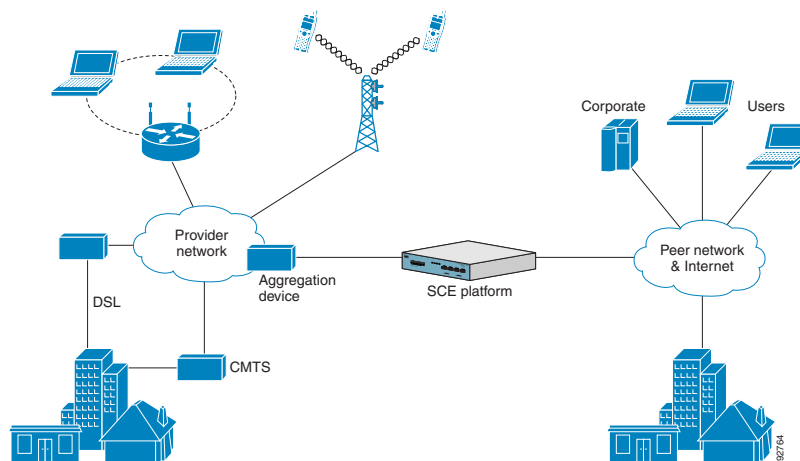 Corporate
Users
Provider
network
Peer network
& Internet
Aggregation
device
SCE platform
DSL
CMTS
92764